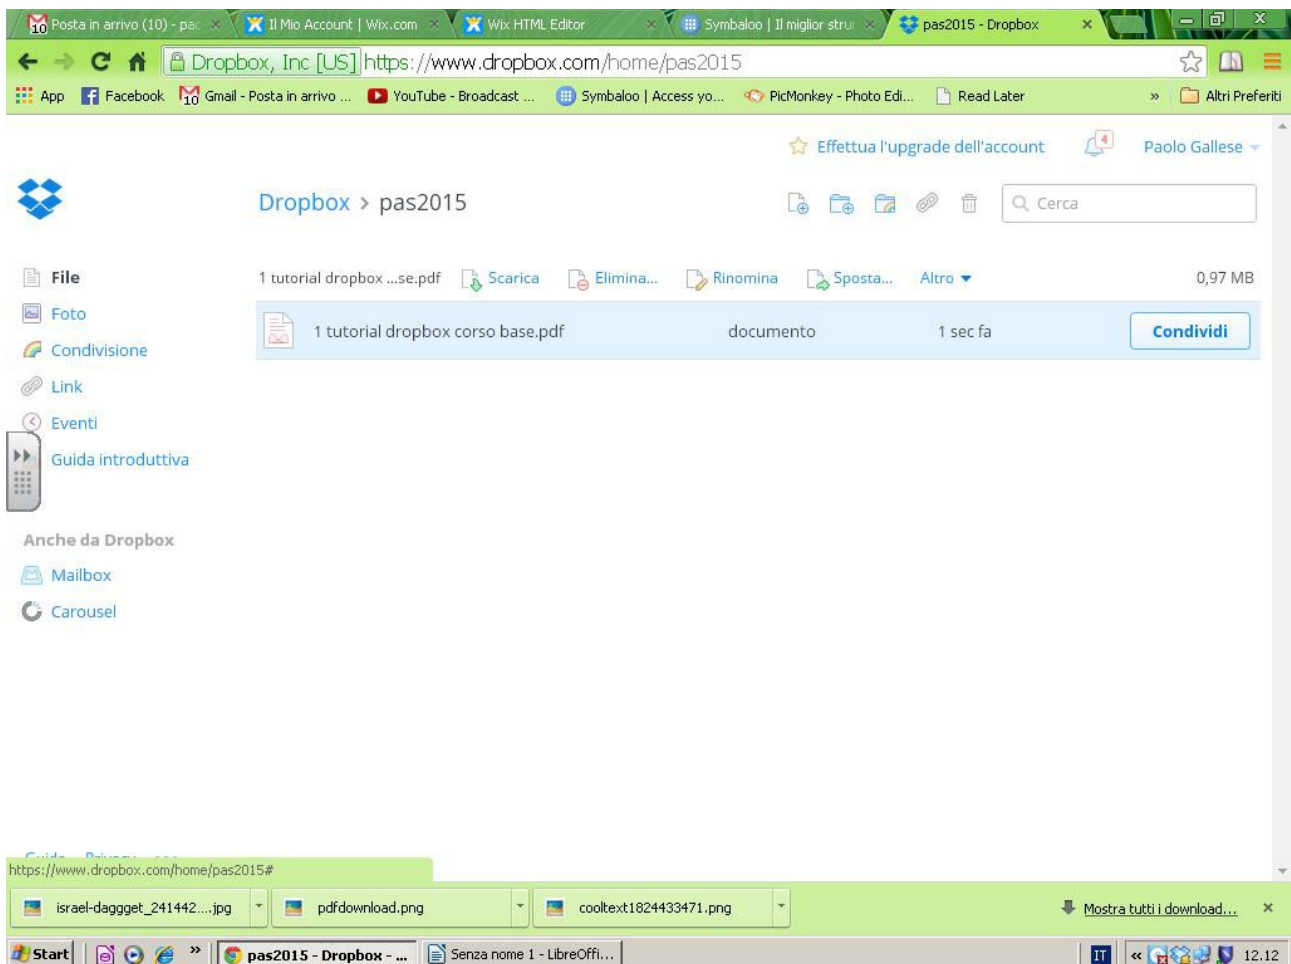 10 Posta in arrivo (10) - pac Il Mio Account | Wix.com Wix HTML Editor Symbaloo | Il miglior stru pas2015 - Dropbox
Dropbox, Inc [US] https://www.dropbox.com/home/pas2015
App Facebook 10 Gmail - Posta in arrivo ... YouTube - Broadcast ... Symbaloo | Access yo... PicMonkey - Photo Edi... Read Later » Altri Preferiti
Effettua l'upgrade dell'account 4 Paolo Gallese
Dropbox > pas2015 Cerca
File 1 tutorial dropbox ...se.pdf Scarica Elimina... Rinomina Sposta... Altro 0,97 MB
Foto 1 tutorial dropbox corso base.pdf documento 1 sec fa Condividi
Condivisione
Link
Eventi
Guida introduttiva
Anche da Dropbox
Mailbox
Carousel
https://www.dropbox.com/home/pas2015#
israel-daggget_241442....jpg pdfdownload.png cooltext1824433471.png Mostra tutti i download...
Start » pas2015 - Dropbox - ... Senza nome 1 - LibreOffi... IT « 12.12